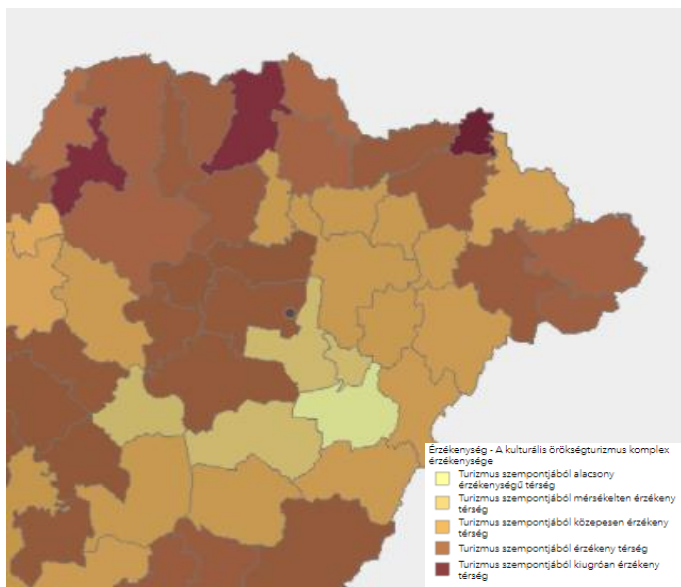 Érzékenység - A kulturális örökségturizmus komplex
érzékenysége
Turizmus szempontjából alacsony
érzékenységű térség
Turizmus szempontjából mérsékelten érzékeny
térség
Turizmus szempontjából közepesen érzékeny
térség
Turizmus szempontjából érzékeny térség
Turizmus szempontjából kiugróan érzékeny
térség